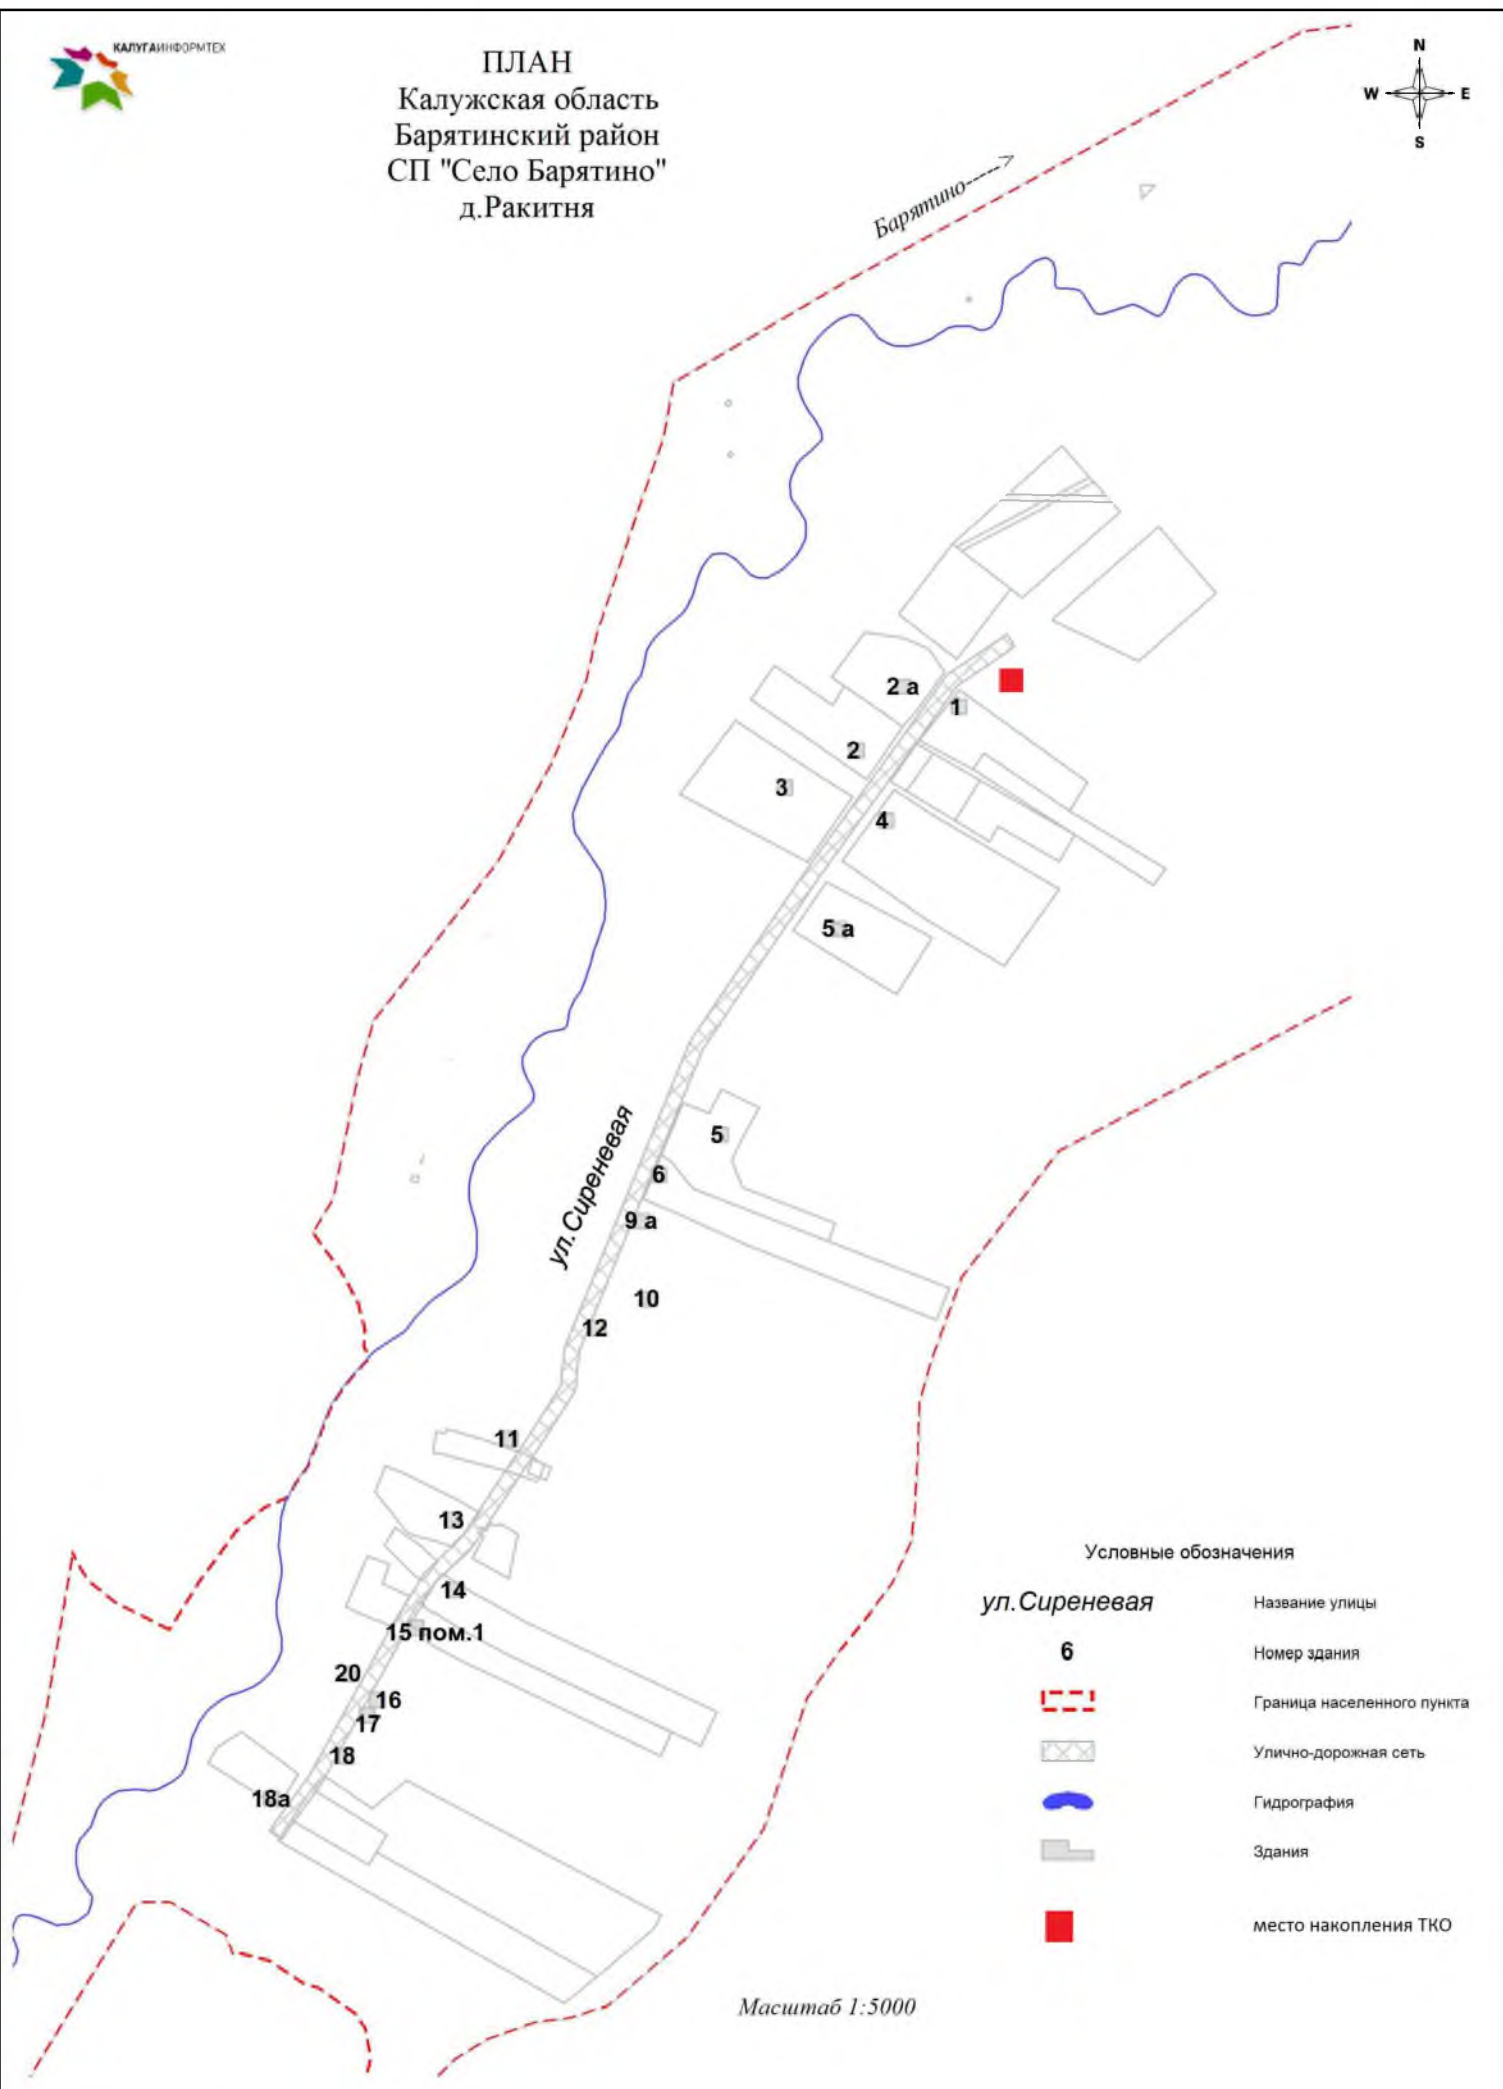 КАЛУГАИНФОРМТЕХ
ПЛАН
Калужская область
Барятинский район
СП "Село Барятино"
д.Ракитня
N
W E
S
Барятино
2 а
1
2
3
4
5 а
5
ул.Сиреневая
6
9 а
10
12
11
13
14
15 пом.1
20
16
17
18
18а
Условные обозначения
ул.Сиреневая Название улицы
6 Номер здания
Граница населенного пункта
Улично-дорожная сеть
Гидрография
Здания
место накопления ТКО
Масштаб 1:5000